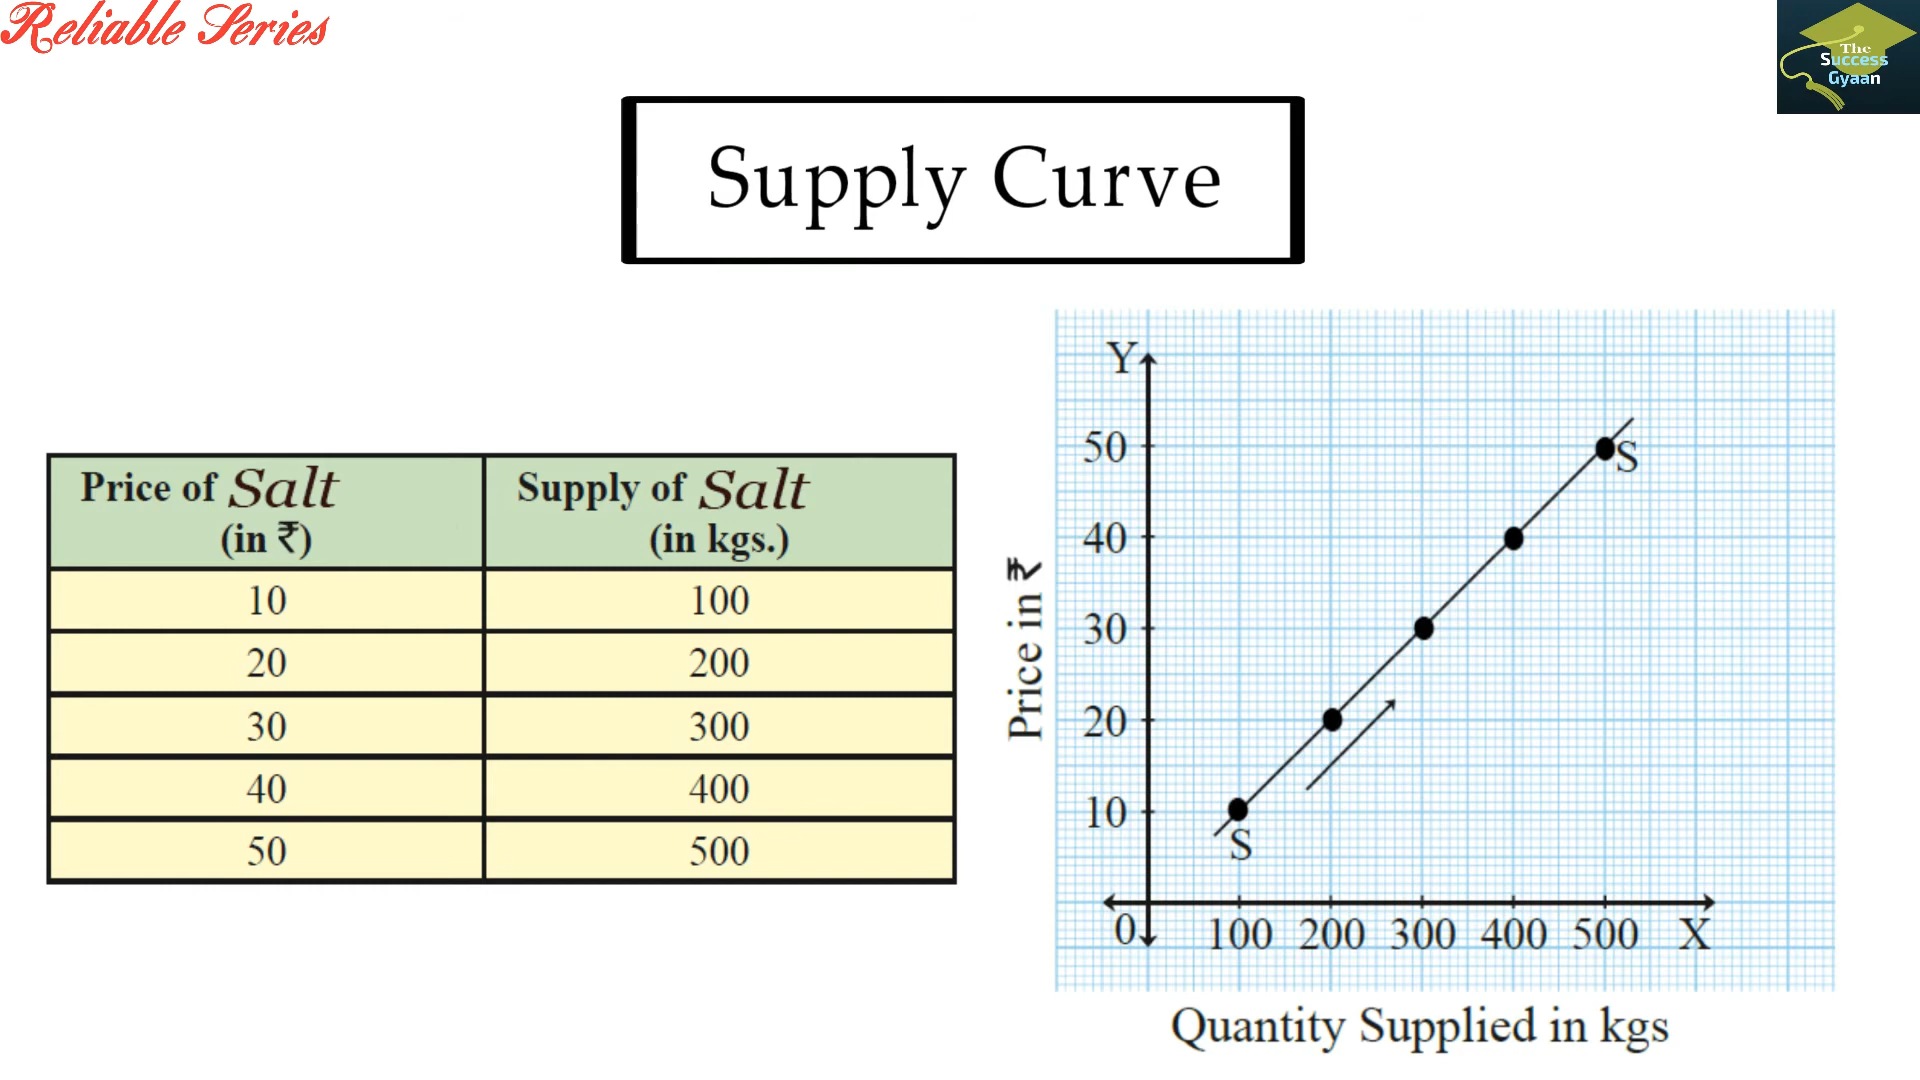 Reliable Series
The
Success
Gyaan
Supply Curve
Price of Salt
(in ₹)
Supply of Salt
(in kgs.)
10 100
20 200
30 300
40 400
50 500
Y
50
40
30
20
10
0
S
S
100 200 300 400 500 X
Price in ₹
Quantity Supplied in kgs